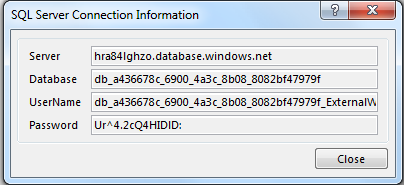 SQL Server Connection Information
Server hra84lghzo.database.windows.net
Database db_a436678c_6900_4a3c_8b08_8082bf47979f
UserName db_a436678c_6900_4a3c_8b08_8082bf47979f_ExternalW
Password Ur^4.2cQ4HIDID:
Close